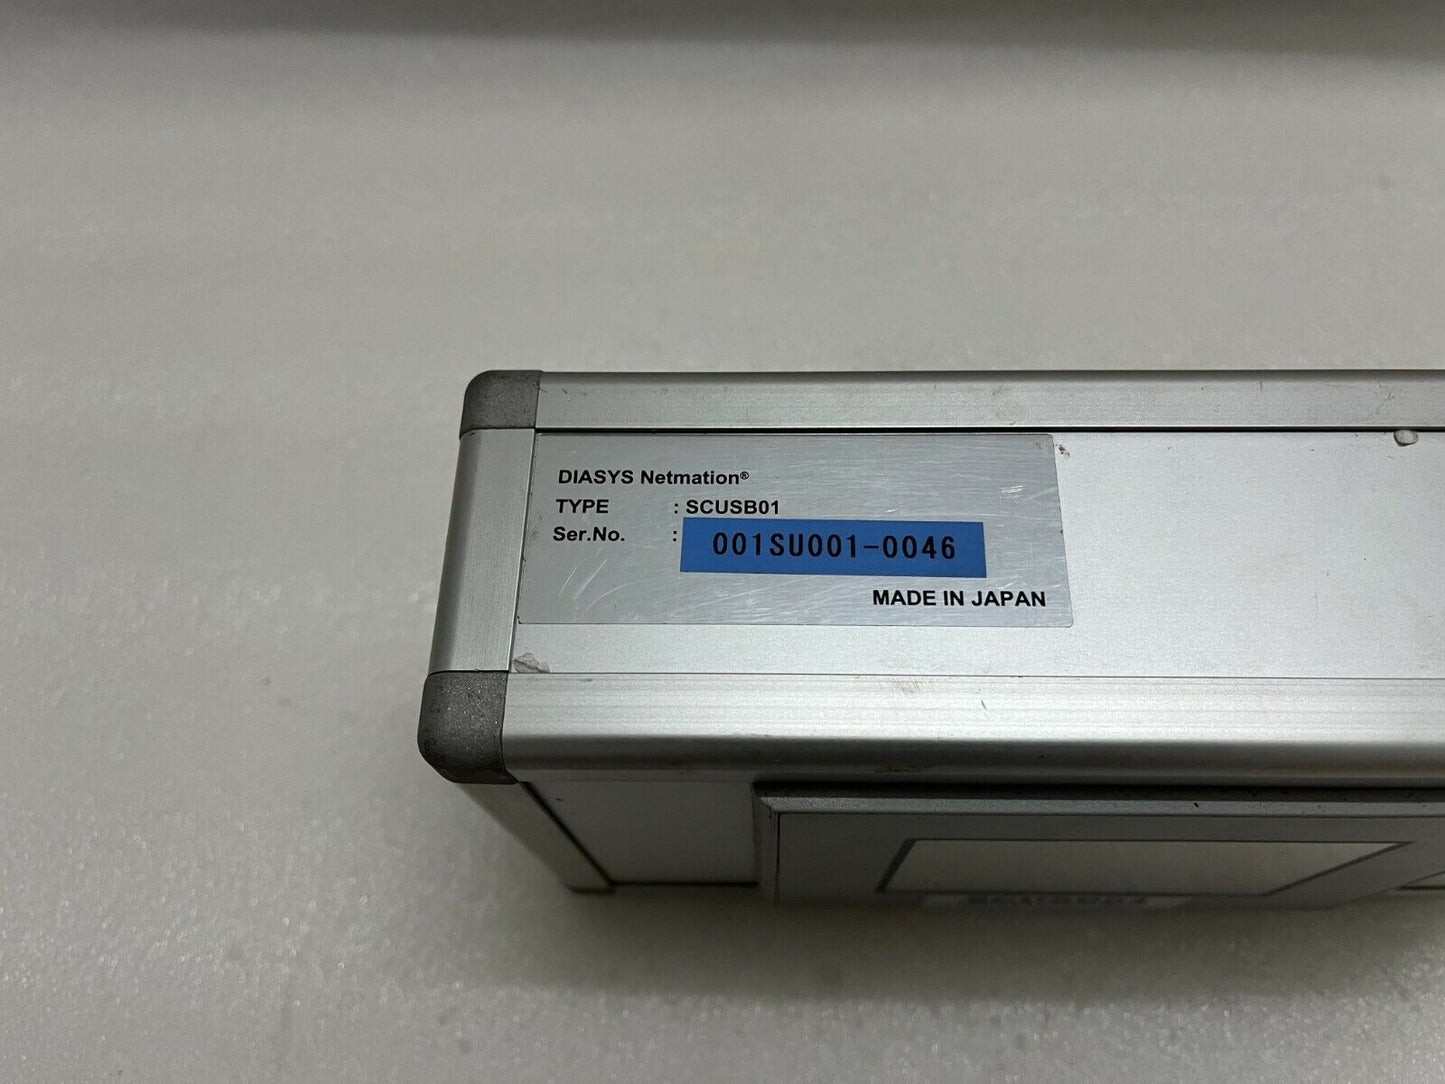 DIASYS Netmation®
TYPE : SCUSB01
Ser.No. : 001SU001-0046
MADE IN JAPAN